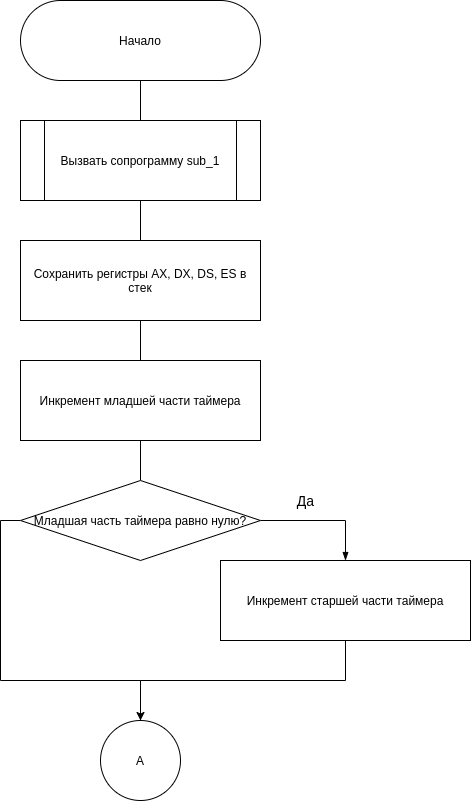 Начало
Вызвать сопрограмму sub_1
Сохранить регистры AX, DX, DS, ES в
стек
Инкремент младшей части таймера
Младшая часть таймера равно нулю?
Да
Инкремент старшей части таймера
A